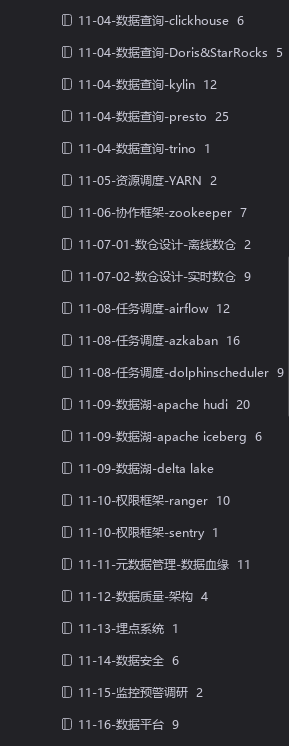 11-04-数据查询-clickhouse 6
11-04-数据查询-Doris&StarRocks 5
11-04-数据查询-kylin 12
11-04-数据查询-presto 25
11-04-数据查询-trino 1
11-05-资源调度-YARN 2
11-06-协作框架-zookeeper 7
11-07-01-数仓设计-离线数仓 2
11-07-02-数仓设计-实时数仓 9
11-08-任务调度-airflow 12
11-08-任务调度-azkaban 16
11-08-任务调度-dolphinscheduler 9
11-09-数据湖-apache hudi 20
11-09-数据湖-apache iceberg 6
11-09-数据湖-delta lake
11-10-权限框架-ranger 10
11-10-权限框架-sentry 1
11-11-元数据管理-数据血缘 11
11-12-数据质量-架构 4
11-13-埋点系统 1
11-14-数据安全 6
11-15-监控预警调研 2
11-16-数据平台 9